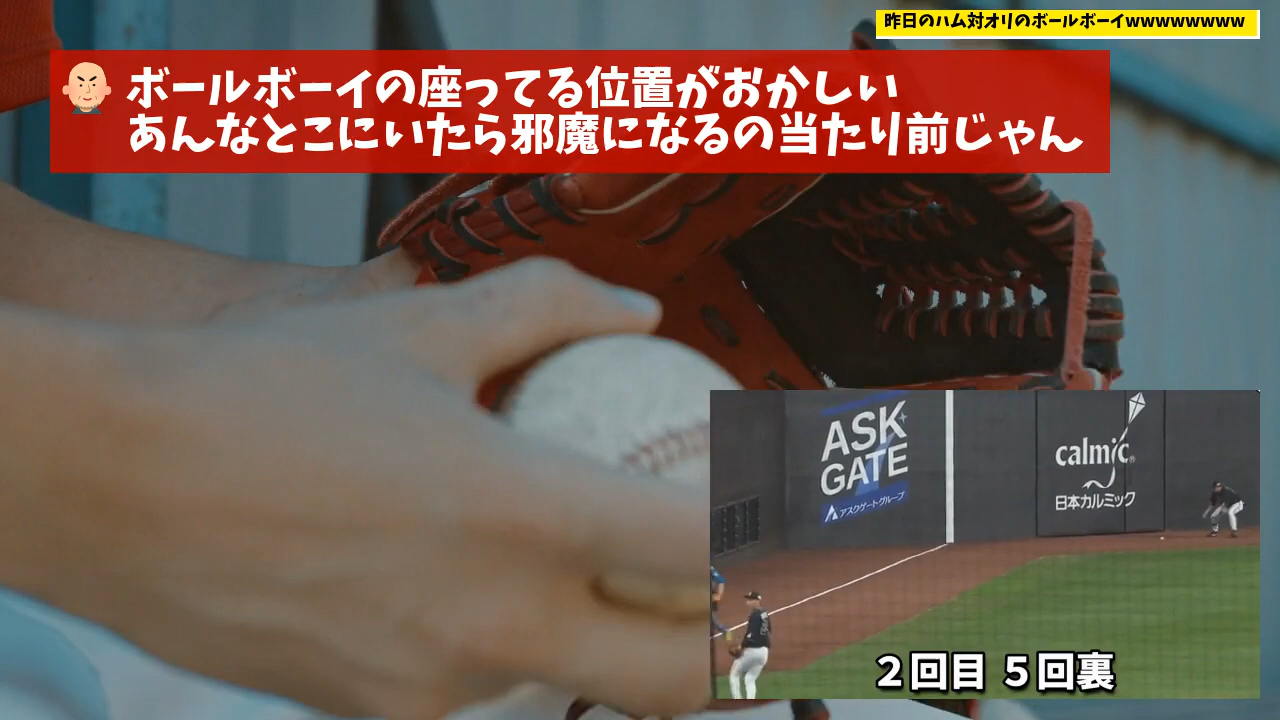 昨日のハム対オリのボールボーイwwwwwwwww
ボールボーイの座ってる位置がおかしい
あんなとこにいたら邪魔になるの当たり前じゃん
ASK
GATE
アスクゲートグループ
calmic
日本カルミック
２回目 ５回裏